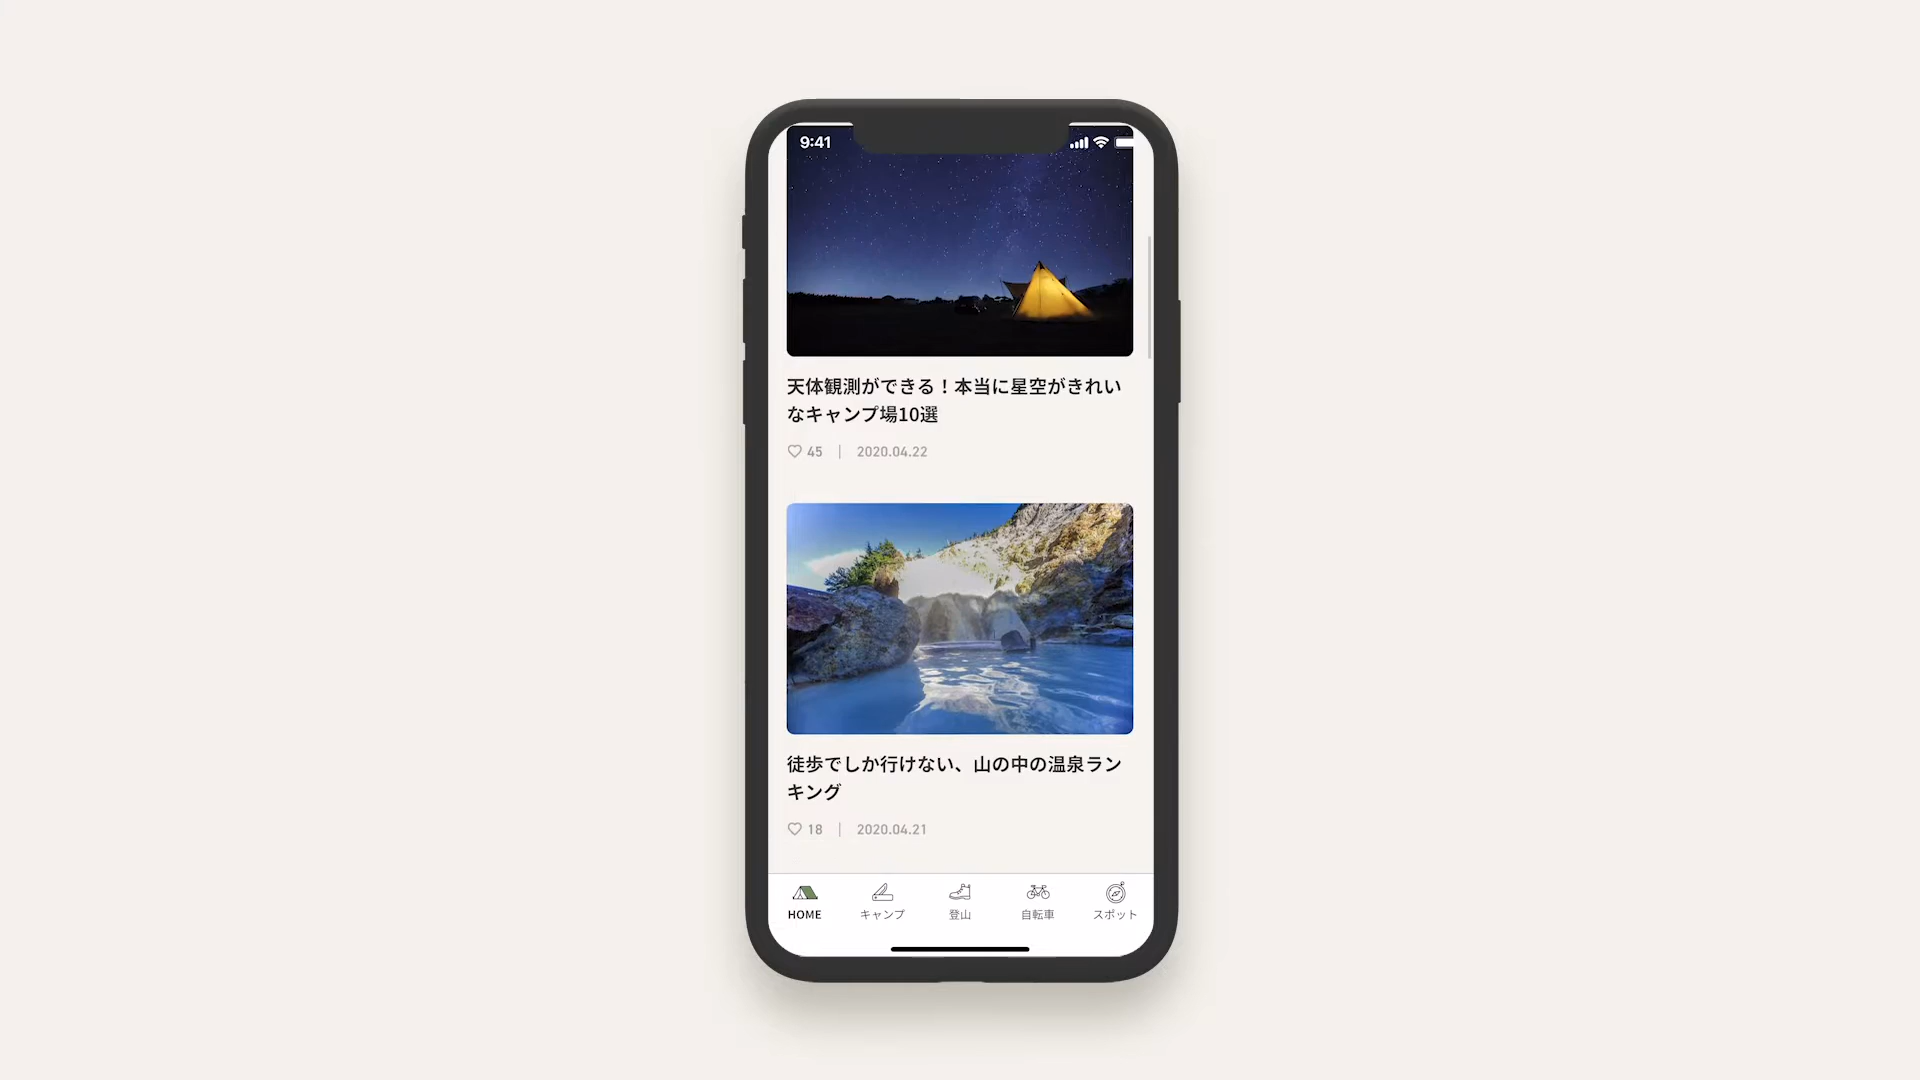 9:41
天体観測ができる！本当に星空がきれい
なキャンプ場10選
45 | 2020.04.22
徒歩でしか行けない、山の中の温泉ラン
キング
18 | 2020.04.21
HOME キャンプ 登山 自転車 スポット